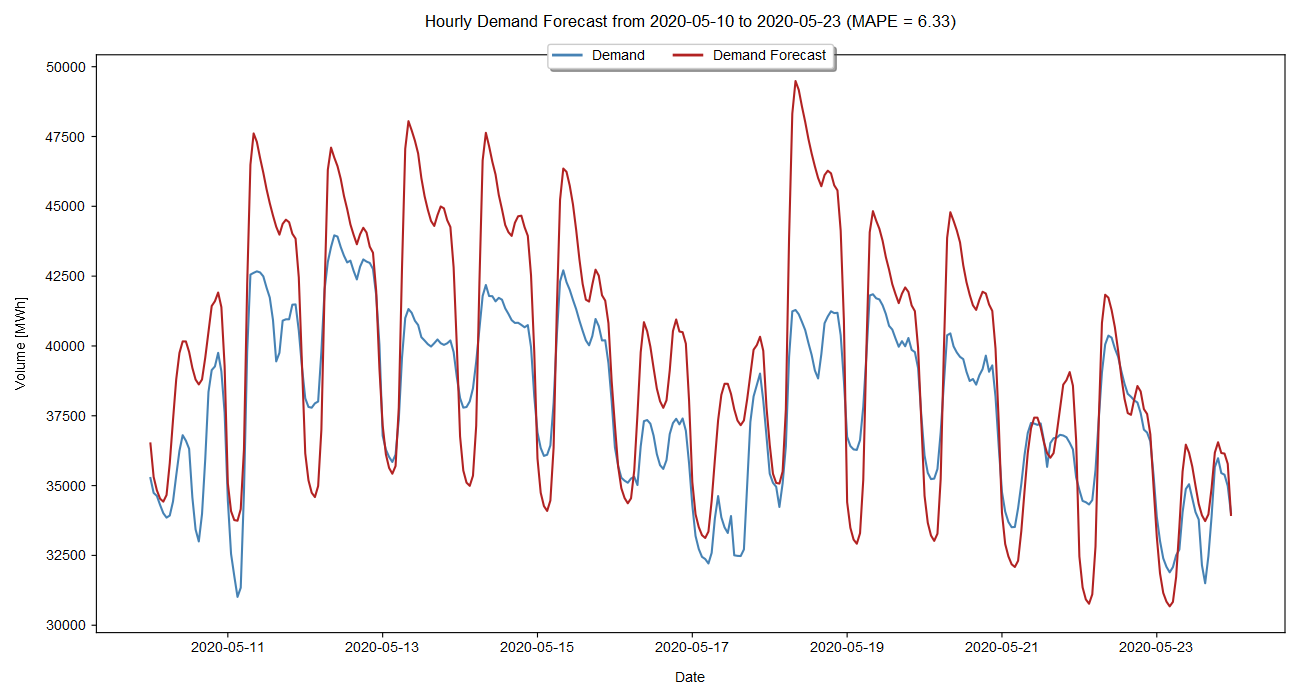 Hourly Demand Forecast from 2020-05-10 to 2020-05-23 (MAPE = 6.33)
Demand Demand Forecast
50000
47500
45000
42500
40000
37500
35000
32500
30000
Volume [MWh]
2020-05-11 2020-05-13 2020-05-15 2020-05-17 2020-05-19 2020-05-21 2020-05-23
Date